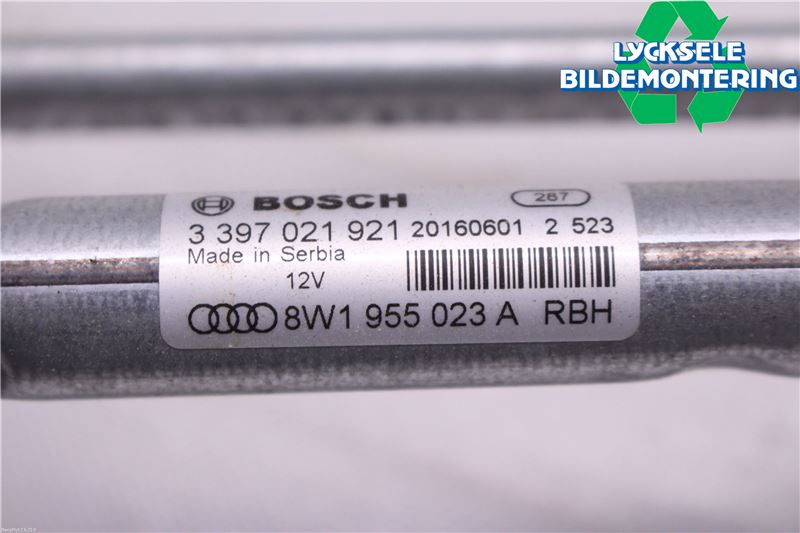 LYCKSELE
BILDEMONTERING
BOSCH 287
3 397 021 921 20160601 2 523
Made in Serbia
12V
8W1 955 023 A RBH